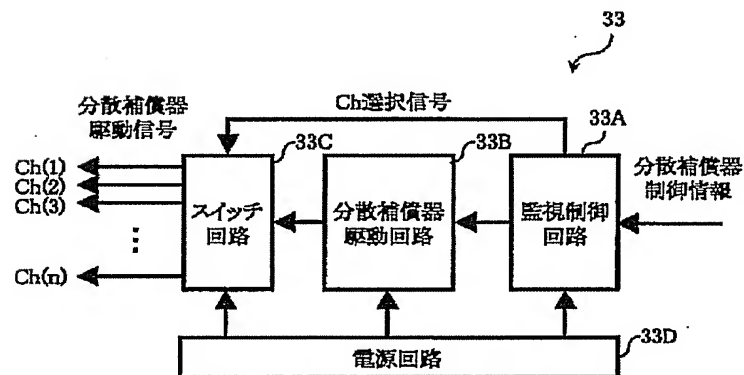 33
分散補償器
駆動信号
Ch選択信号
33A
33C
33B
分散補償器
制御情報
Ch(1)
Ch(2)
Ch(3)
Ch(n)
スイッチ
回路
分散補償器
駆動回路
監視制御
回路
33D
電源回路